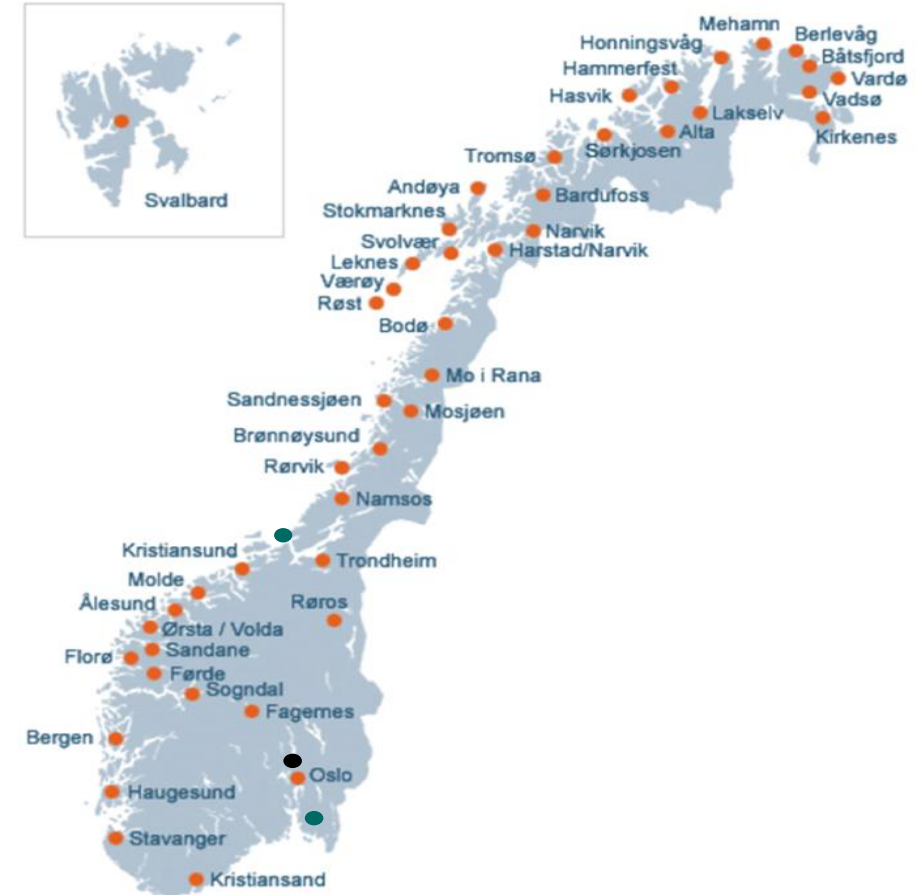 Mehamn
Berlevåg
Honningsvåg
Båtsfjord
Hammerfest
Vardø
Hasvik
Vadsø
Lakselv
Alta
Kirkenes
Sørkjosen
Tromsø
Andøya
Bardufoss
Svalbard
Stokmarknes
Narvik
Svolvær
Harstad/Narvik
Leknes
Værøy
Røst
Bodø
Mo i Rana
Sandnessjøen
Mosjøen
Brønnøysund
Rørvik
Namsos
Kristiansund
Trondheim
Molde
Ålesund
Røros
Ørsta / Volda
Sandane
Florø
Førde
Sogndal
Fagernes
Bergen
Oslo
Haugesund
Stavanger
Kristiansand